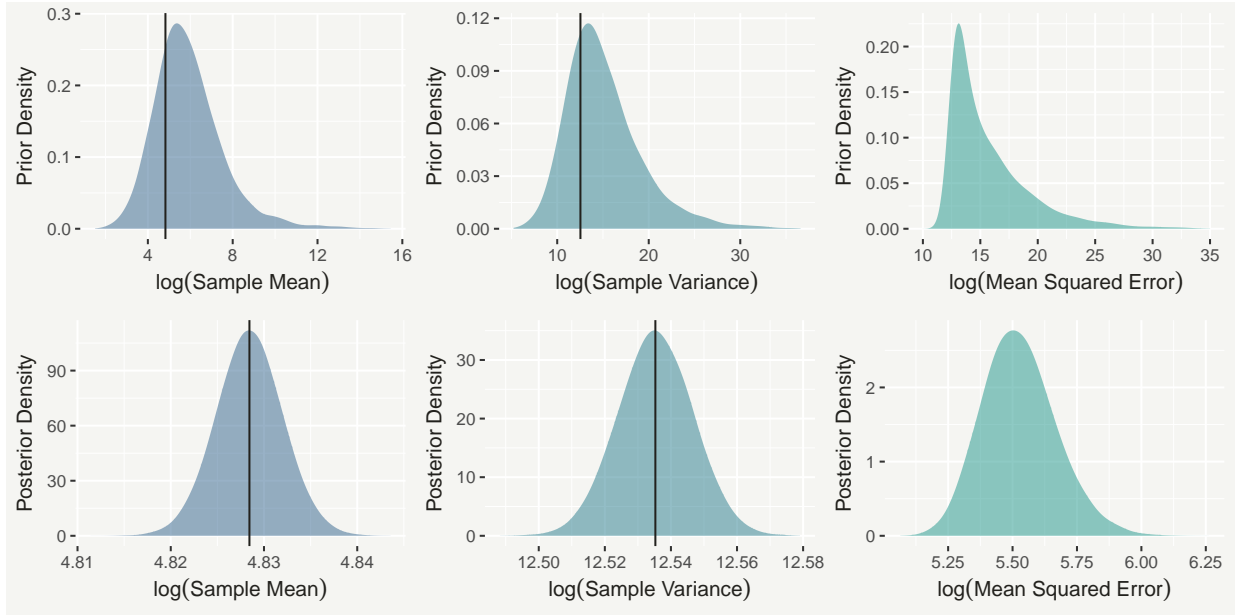 Prior Density
0.3
0.2
0.1
0.0
4 8 12 16
log(Sample Mean)
Prior Density
0.12
0.09
0.06
0.03
0.00
10 20 30
log(Sample Variance)
Prior Density
0.20
0.15
0.10
0.05
0.00
10 15 20 25 30 35
log(Mean Squared Error)
Posterior Density
90
60
30
0
4.81 4.82 4.83 4.84
log(Sample Mean)
Posterior Density
30
20
10
0
12.50 12.52 12.54 12.56 12.58
log(Sample Variance)
Posterior Density
2
1
0
5.25 5.50 5.75 6.00 6.25
log(Mean Squared Error)